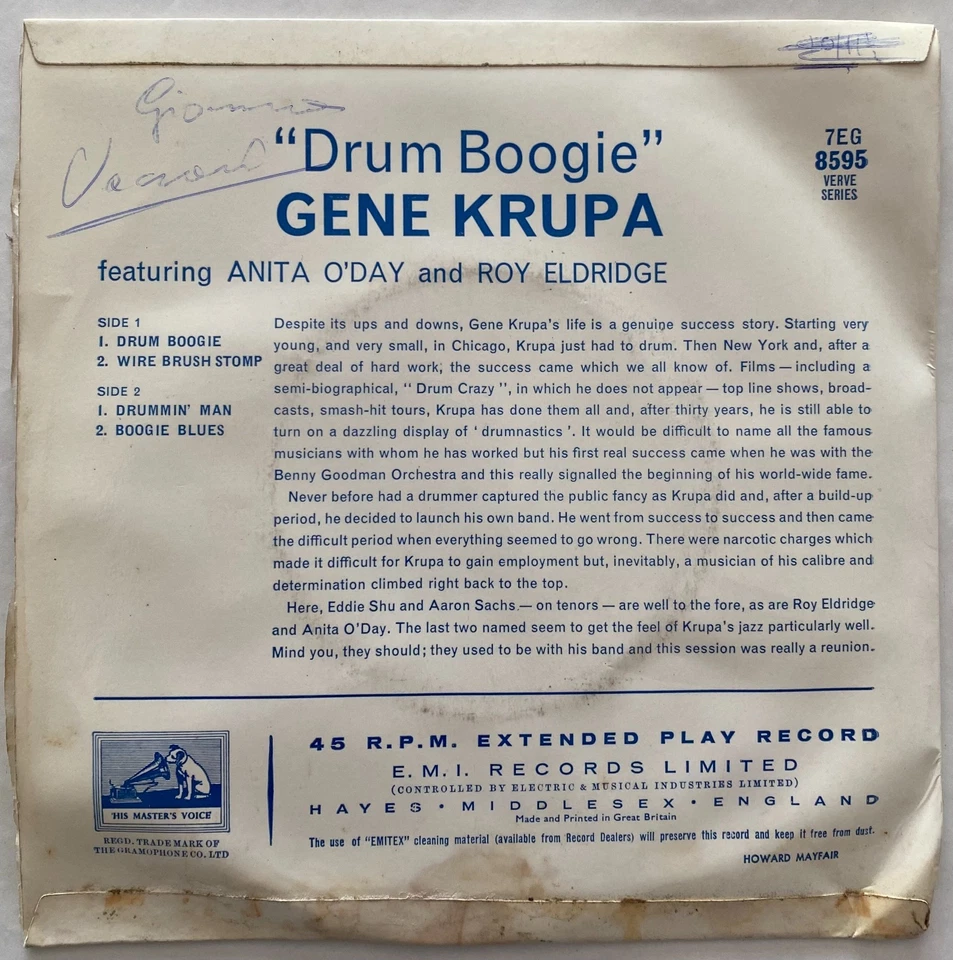 "Drum Boogie"
GENE KRUPA
7EG
8595
VERVE
SERIES
featuring ANITA O'DAY and ROY ELDRIDGE
SIDE 1
1. DRUM BOOGIE
2. WIRE BRUSH STOMP
SIDE 2
1. DRUMMIN' MAN
2. BOOGIE BLUES
Despite its ups and downs, Gene Krupa's life is a genuine success story. Starting very
young, and very small, in Chicago, Krupa just had to drum. Then New York and, after a
great deal of hard work, the success came which we all know of. Films — including a
semi-biographical, "Drum Crazy", in which he does not appear — top line shows, broad-
casts, smash-hit tours, Krupa has done them all and, after thirty years, he is still able to
turn on a dazzling display of 'drumnastics'. It would be difficult to name all the famous
musicians with whom he has worked but his first real success came when he was with the
Benny Goodman Orchestra and this really signalled the beginning of his world-wide fame.
Never before had a drummer captured the public fancy as Krupa did and, after a build-up
period, he decided to launch his own band. He went from success to success and then came
the difficult period when everything seemed to go wrong. There were narcotic charges which
made it difficult for Krupa to gain employment but, inevitably, a musician of his calibre and
determination climbed right back to the top.
Here, Eddie Shu and Aaron Sachs — on tenors — are well to the fore, as are Roy Eldridge
and Anita O'Day. The last two named seem to get the feel of Krupa's jazz particularly well.
Mind you, they should; they used to be with his band and this session was really a reunion.
'HIS MASTER'S VOICE'
REGD. TRADE MARK OF
THE GRAMOPHONE CO. LTD
45 R.P.M. EXTENDED PLAY RECORD
E.M.I. RECORDS LIMITED
(CONTROLLED BY ELECTRIC & MUSICAL INDUSTRIES LIMITED)
HAYES · MIDDLESEX · ENGLAND
Made and Printed in Great Britain
The use of "EMITEX" cleaning material (available from Record Dealers) will preserve this record and keep it free from dust.
HOWARD MAYFAIR